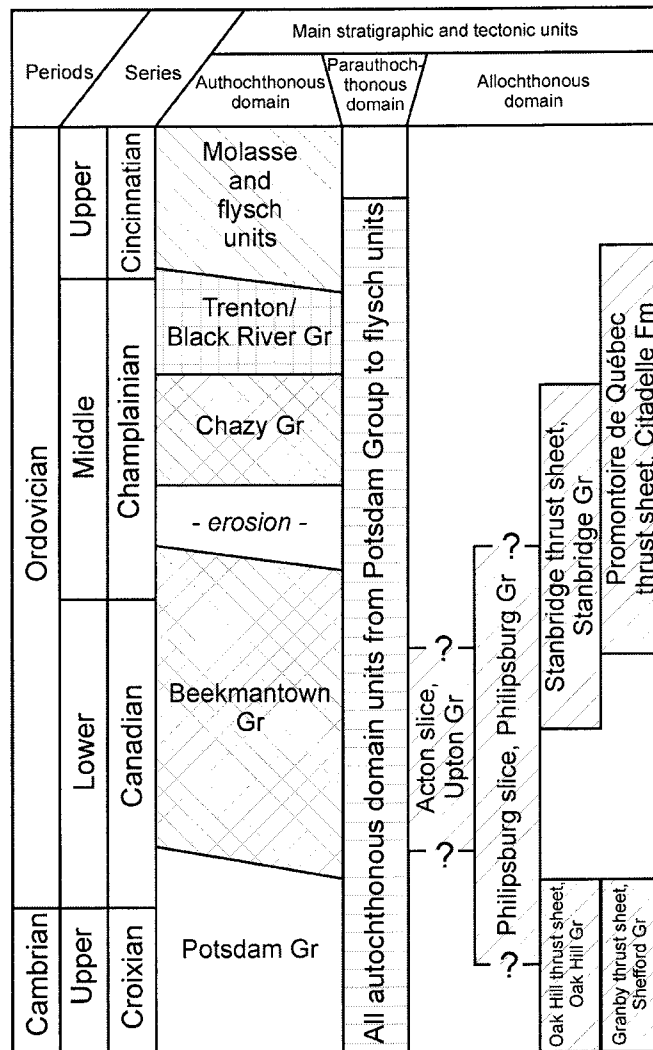 Main stratigraphic and tectonic units
Periods
Series
Authochthonous
domain
Parauthoch-
thonous
domain
Allochthonous
domain
Ordovician
Cambrian
Upper
Middle
Lower
Upper
Cincinnatian
Champlainian
Canadian
Croixian
Molasse
and
flysch
units
Trenton/
Black River Gr
Chazy Gr
- erosion -
Beekmantown
Gr
Potsdam Gr
All autochthonous domain units from Potsdam Group to flysch units
?
Acton slice,
Upton Gr
?
?
Philipsburg slice, Philipsburg Gr
?
Stanbridge thrust sheet,
Stanbridge Gr
Promontoire de Québec
thrust sheet, Citadelle Fm
Oak Hill thrust sheet,
Oak Hill Gr
Granby thrust sheet,
Shefford Gr